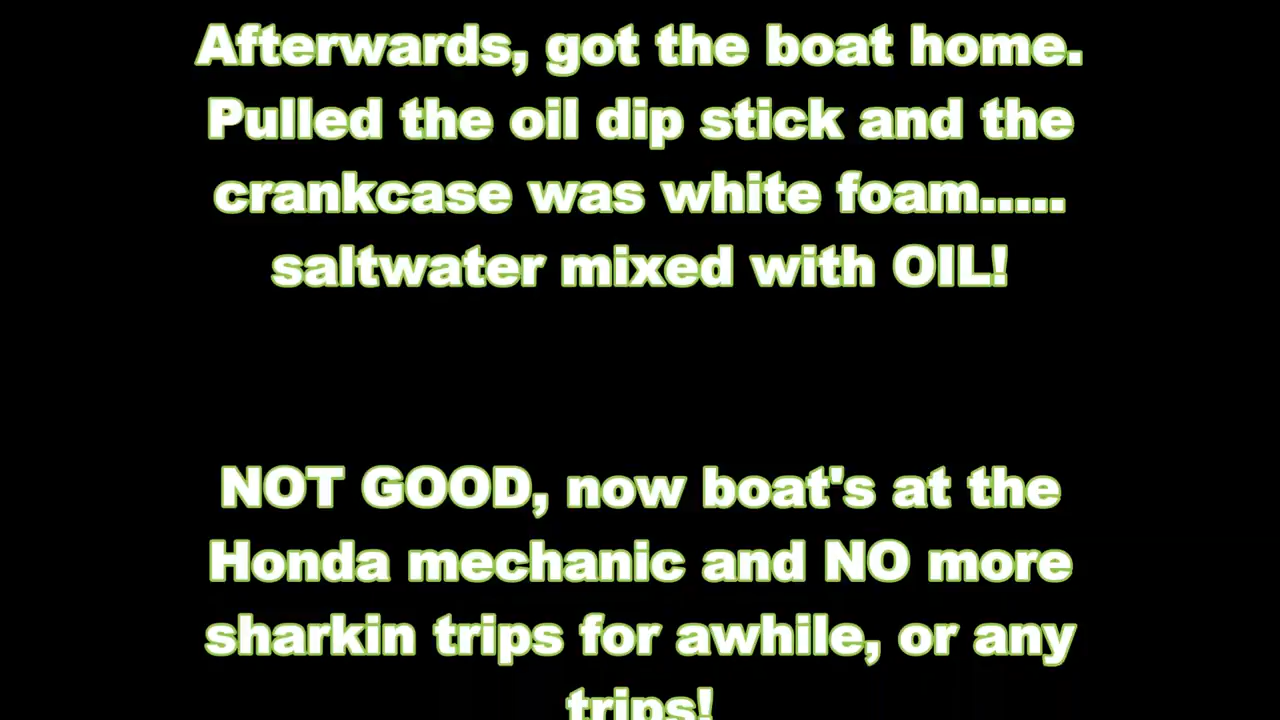 Afterwards, got the boat home.
Pulled the oil dip stick and the
crankcase was white foam.....
saltwater mixed with OIL!
NOT GOOD, now boat's at the
Honda mechanic and NO more
sharkin trips for awhile, or any
trips!